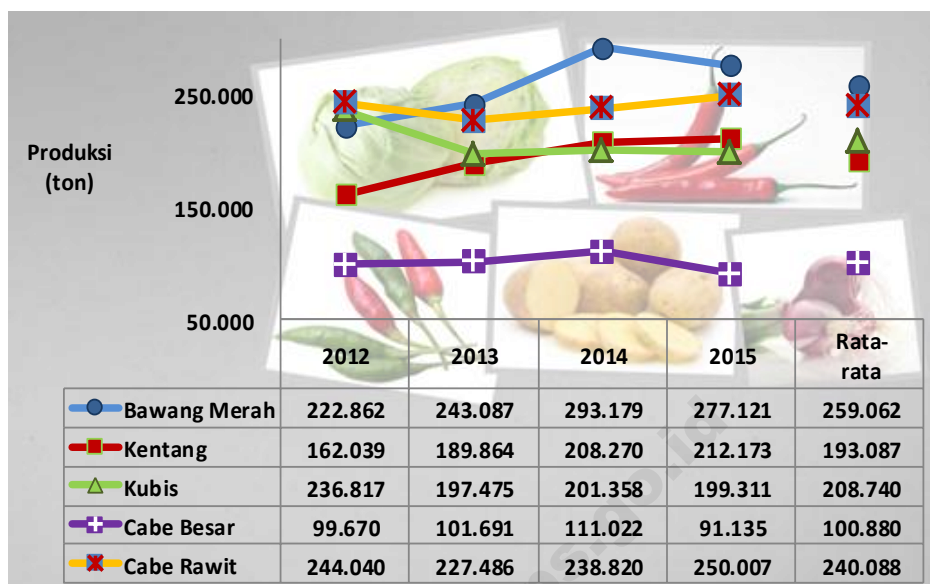 250.000
Produksi
(ton)
150.000
50.000
2012 2013 2014 2015 Rata-
rata
Bawang Merah 222.862 243.087 293.179 277.121 259.062
Kentang 162.039 189.864 208.270 212.173 193.087
Kubis 236.817 197.475 201.358 199.311 208.740
Cabe Besar 99.670 101.691 111.022 91.135 100.880
Cabe Rawit 244.040 227.486 238.820 250.007 240.088